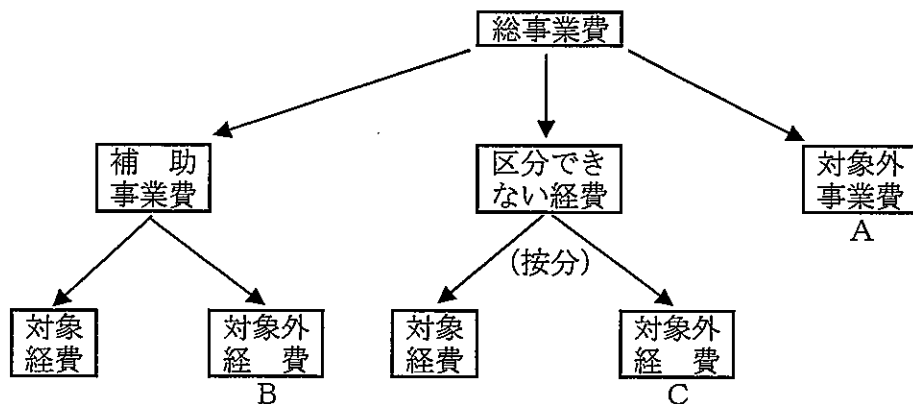 総事業費
補　助
事業費
区分でき
ない経費
対象外
事業費
A
(按分)
対象
経費
対象外
経　費
B
対象
経費
対象外
経　費
C